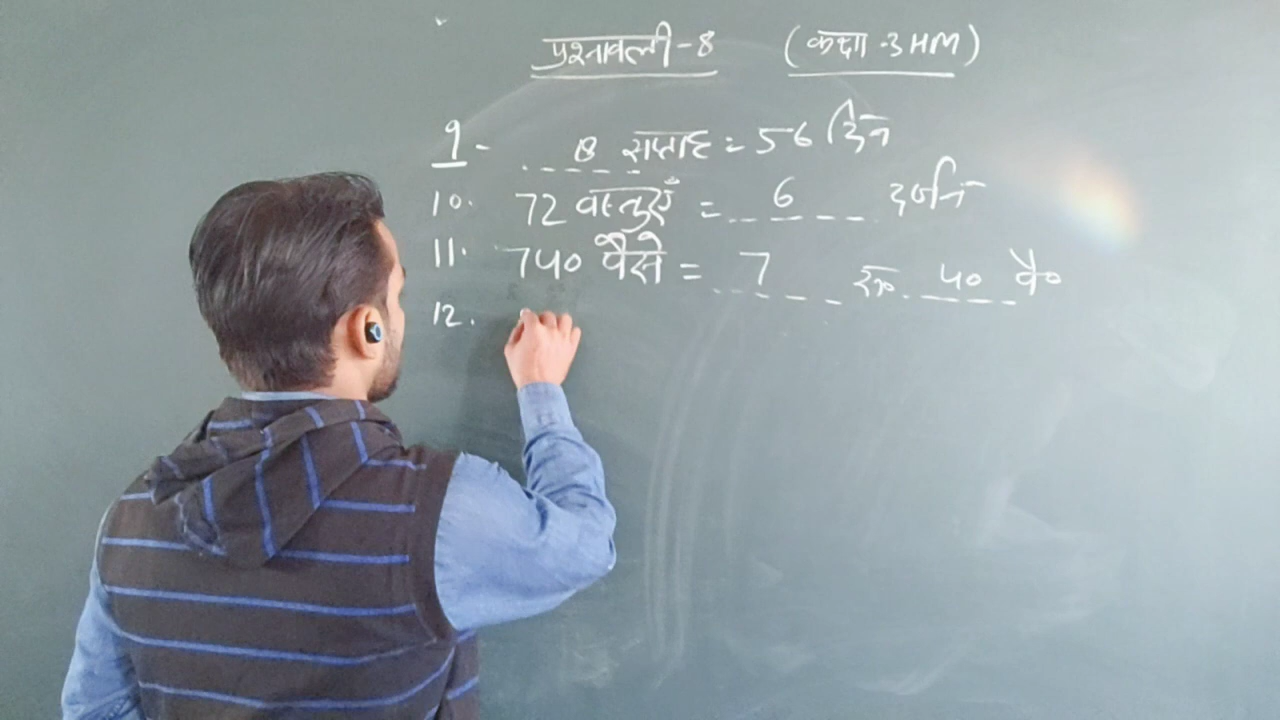 प्रश्नावली-8 (कक्षा-3 HM)
9- 8 सप्ताह = 56 दिन
10. 72 वस्तुएँ = 6 दर्जन
11. 740 पैसे = 7 रु० 40 पै०
12.